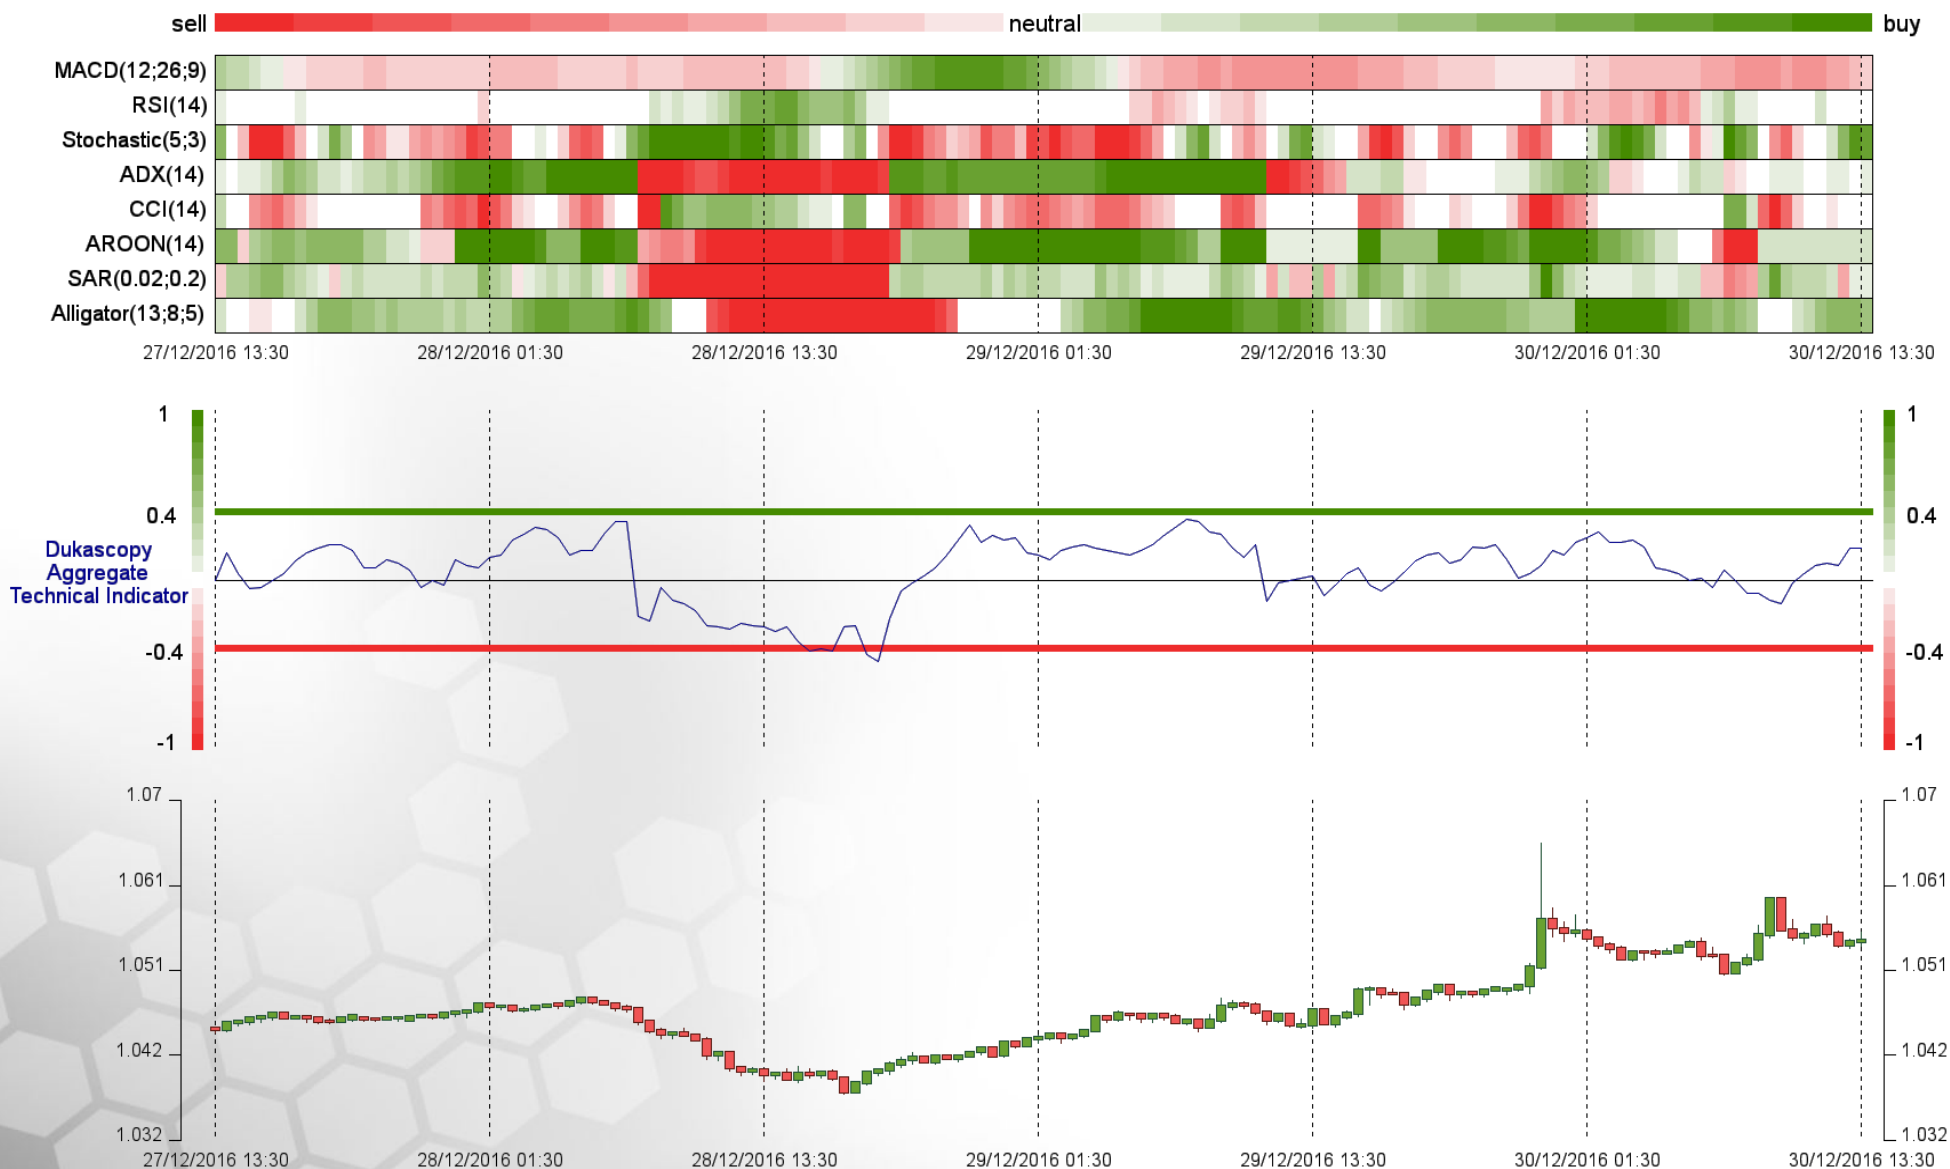 sell neutral buy
MACD(12;26;9)
RSI(14)
Stochastic(5;3)
ADX(14)
CCI(14)
AROON(14)
SAR(0.02;0.2)
Alligator(13;8;5)
27/12/2016 13:30 28/12/2016 01:30 28/12/2016 13:30 29/12/2016 01:30 29/12/2016 13:30 30/12/2016 01:30 30/12/2016 13:30
1 1
0.4 0.4
Dukascopy
Aggregate
Technical Indicator
-0.4 -0.4
-1 -1
1.07 1.07
1.061 1.061
1.051 1.051
1.042 1.042
1.032 1.032
27/12/2016 13:30 28/12/2016 01:30 28/12/2016 13:30 29/12/2016 01:30 29/12/2016 13:30 30/12/2016 01:30 30/12/2016 13:30